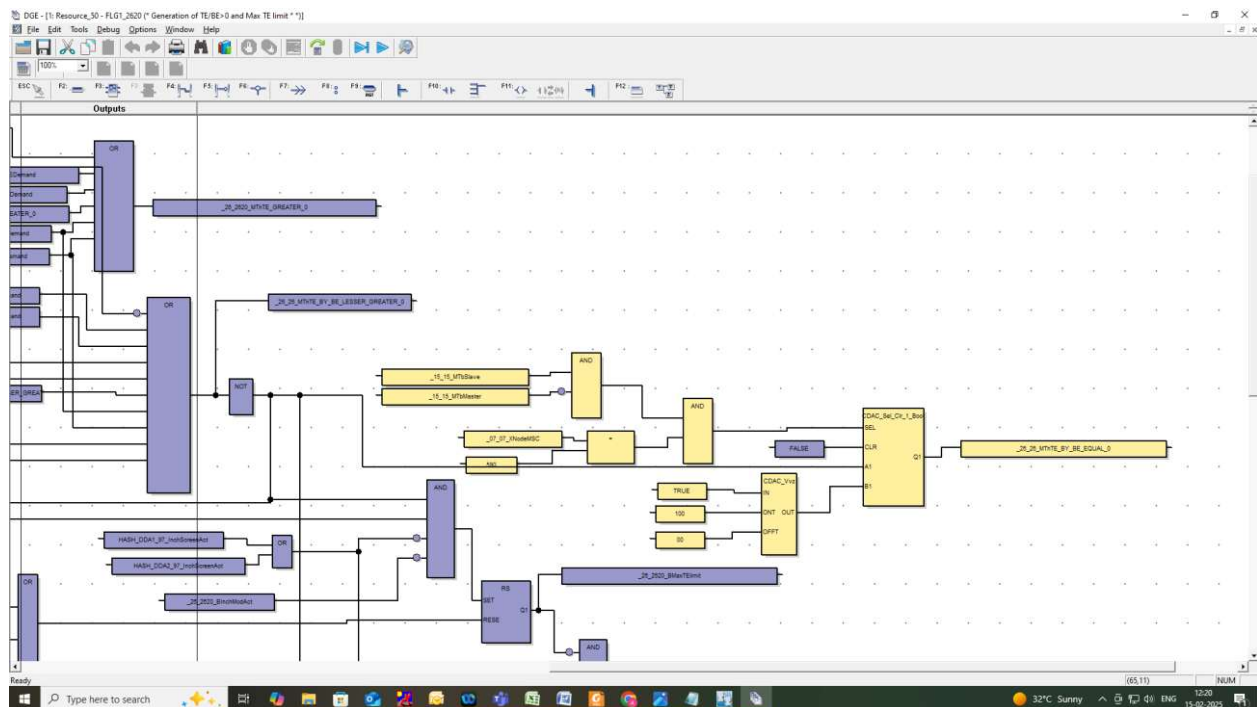 DGE - [1: Resource_50 - FLG1_2620 (* Generation of TE/BE>0 and Max TE limit * *)]
File Edit Tools Debug Options Window Help
100%
ESC F2: F3: F3 F4: F5: F6: F7: F8: F9: F10: F11: F12
Outputs
OR
Demand
_26_2620_MThTE_GREATER_0
EATER_0
emand
emand
and
OR
_26_26_MThTE_BY_BE_LESSER_GREATER_0
and
AND
_15_15_MTbSlave
NOT
_15_15_MTbMaster
ER_GREA
AND
CDAC_Sel_Clr_1_Bool
SEL
_07_07_XNodeMSC
=
FALSE
CLR
Q1
_26_26_MThTE_BY_BE_EQUAL_0
A1
AND
CDAC_Vvz
B1
TRUE
IN
100
DNT OUT
OFFT
00
HASH_DDA1_97_InchScreenAct
OR
HASH_DDA2_97_InchScreenAct
OR
RS
_26_2620_BMaxTElimit
_26_2620_BInchModAct
SET
Q1
RESE
AND
Ready
(65,11)
NUM
Type here to search
32°C Sunny
ENG
12:20
15-02-2025